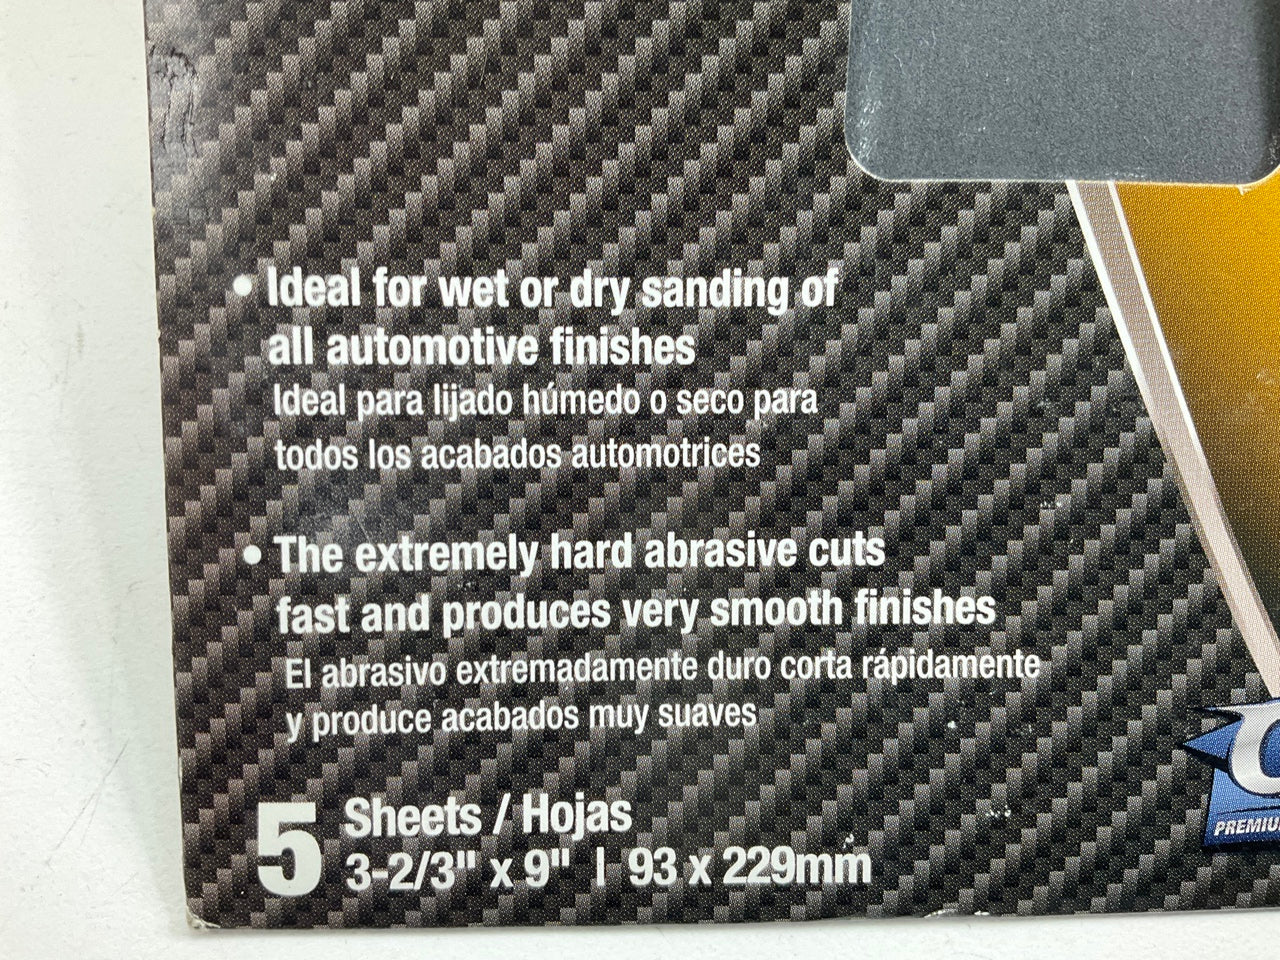 • Ideal for wet or dry sanding of
all automotive finishes
Ideal para lijado húmedo o seco para
todos los acabados automotrices
• The extremely hard abrasive cuts
fast and produces very smooth finishes
El abrasivo extremadamente duro corta rápidamente
y produce acabados muy suaves
5 Sheets / Hojas
3-2/3" x 9" | 93 x 229mm